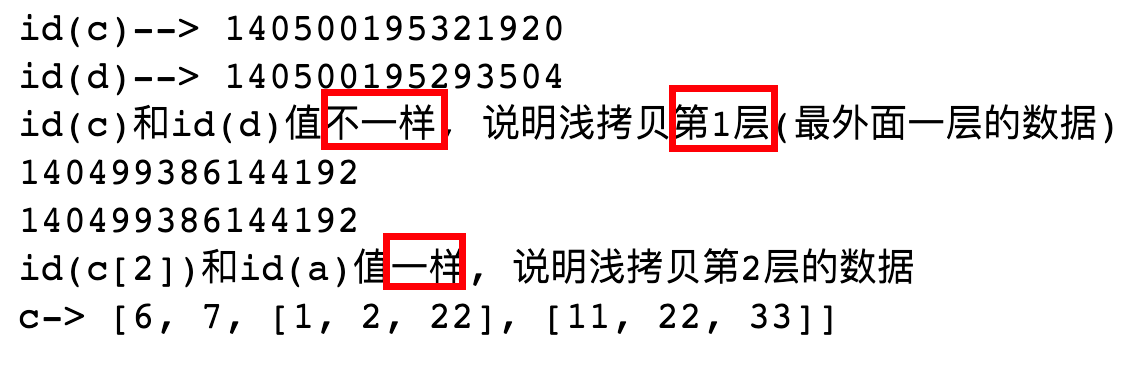 id(c)--> 140500195321920
id(d)--> 140500195293504
id(c)和id(d)值不一样, 说明浅拷贝第1层(最外面一层的数据)
140499386144192
140499386144192
id(c[2])和id(a)值一样, 说明浅拷贝第2层的数据
c-> [6, 7, [1, 2, 22], [11, 22, 33]]